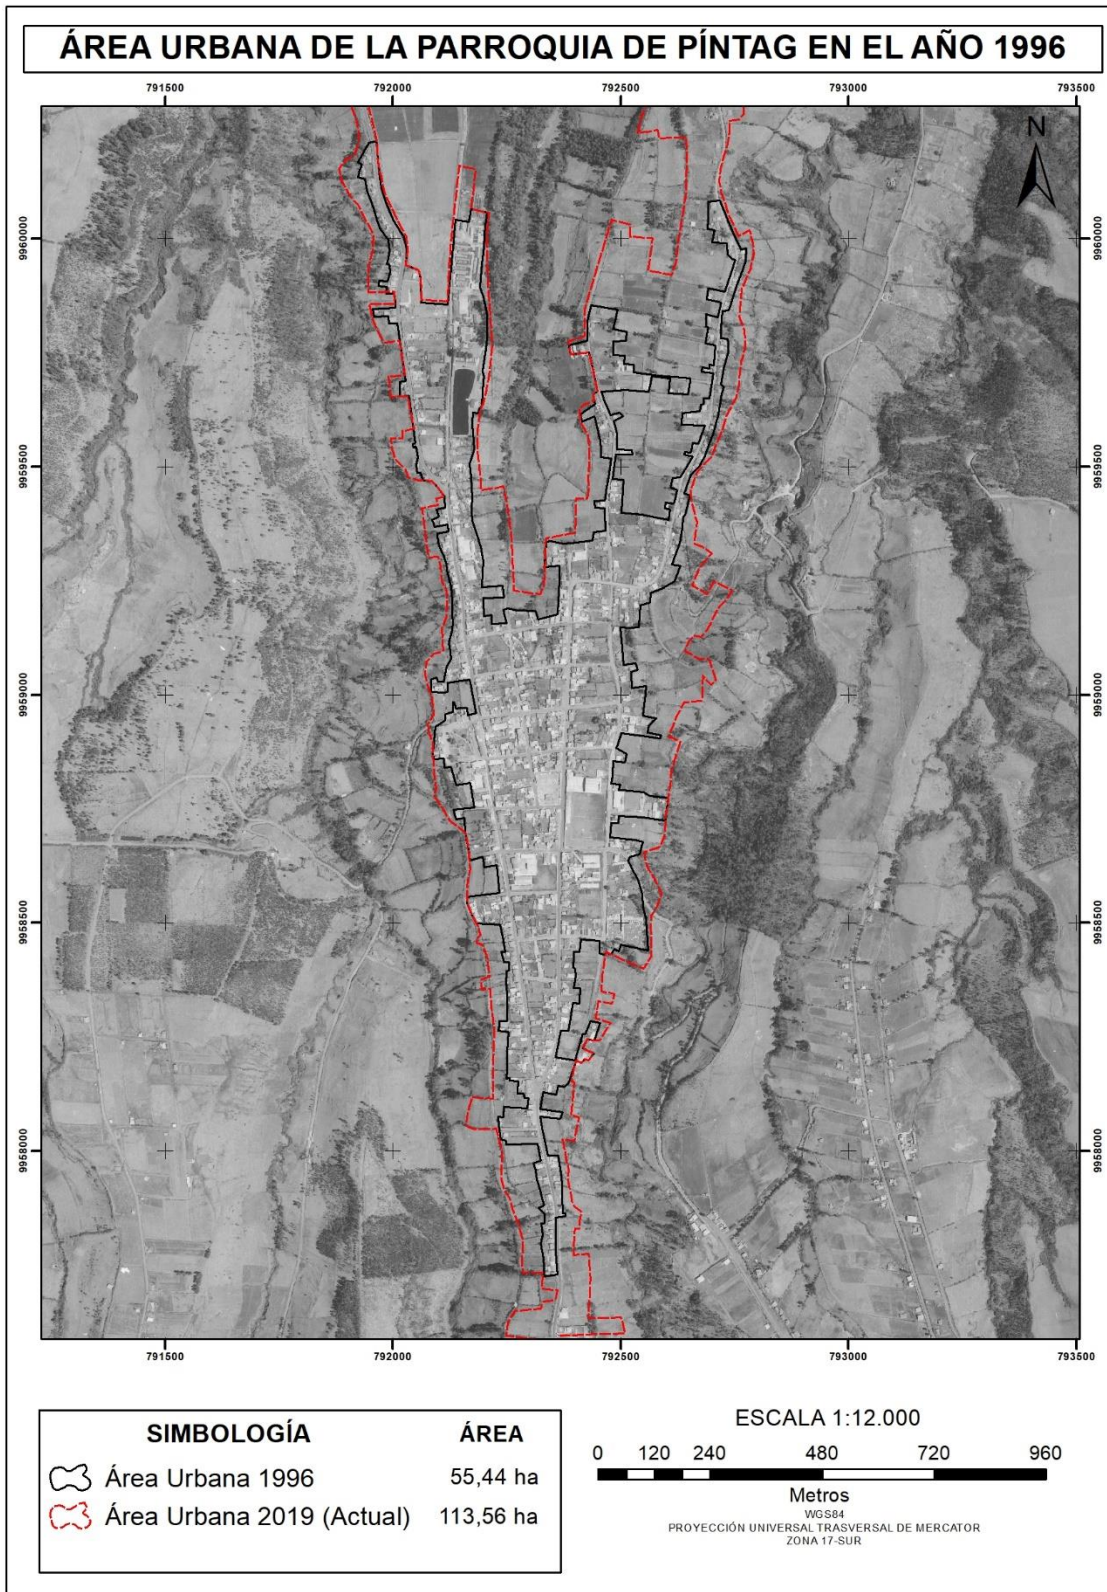 ÁREA URBANA DE LA PARROQUIA DE PÍNTAG EN EL AÑO 1996
791500 792000 792500 793000 793500
N
9960000 9960000
9959500 9959500
9959000 9959000
9958500 9958500
9958000 9958000
791500 792000 792500 793000 793500
SIMBOLOGÍA ÁREA
Área Urbana 1996 55,44 ha
Área Urbana 2019 (Actual) 113,56 ha
ESCALA 1:12.000
0 120 240 480 720 960
Metros
WGS84
PROYECCIÓN UNIVERSAL TRASVERSAL DE MERCATOR
ZONA 17-SUR